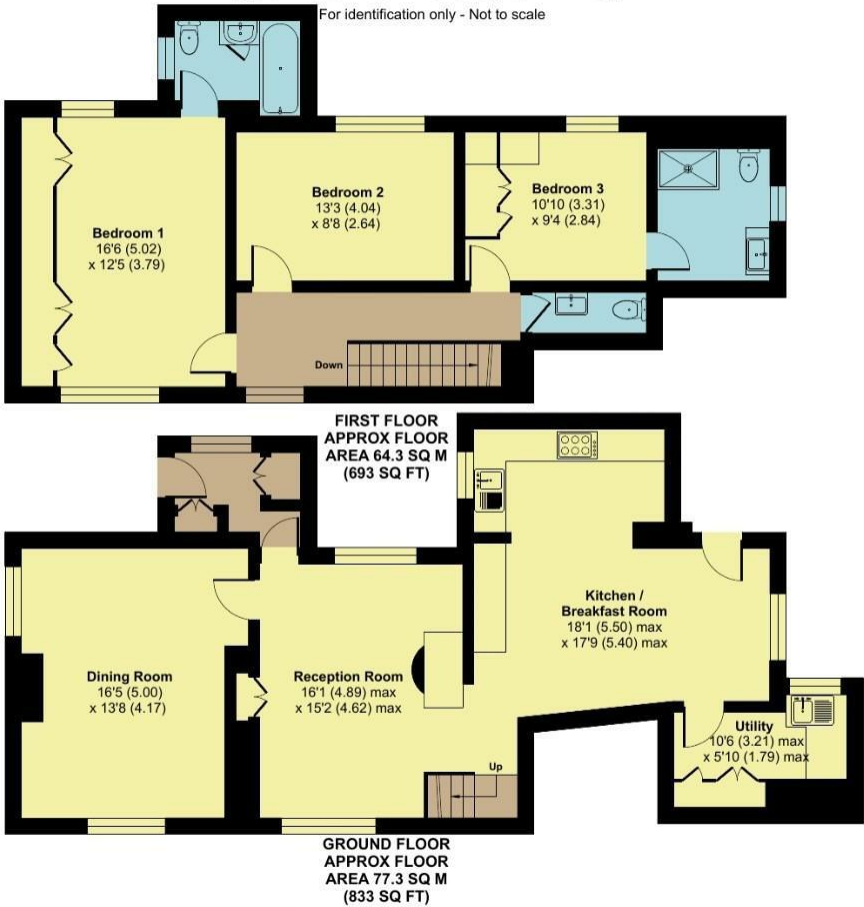 For identification only - Not to scale
Bedroom 1
16'6 (5.02)
x 12'5 (3.79)
Bedroom 2
13'3 (4.04)
x 8'8 (2.64)
Bedroom 3
10'10 (3.31)
x 9'4 (2.84)
Down
FIRST FLOOR
APPROX FLOOR
AREA 64.3 SQ M
(693 SQ FT)
Kitchen /
Breakfast Room
18'1 (5.50) max
x 17'9 (5.40) max
Dining Room
16'5 (5.00)
x 13'8 (4.17)
Reception Room
16'1 (4.89) max
x 15'2 (4.62) max
Utility
10'6 (3.21) max
x 5'10 (1.79) max
Up
GROUND FLOOR
APPROX FLOOR
AREA 77.3 SQ M
(833 SQ FT)